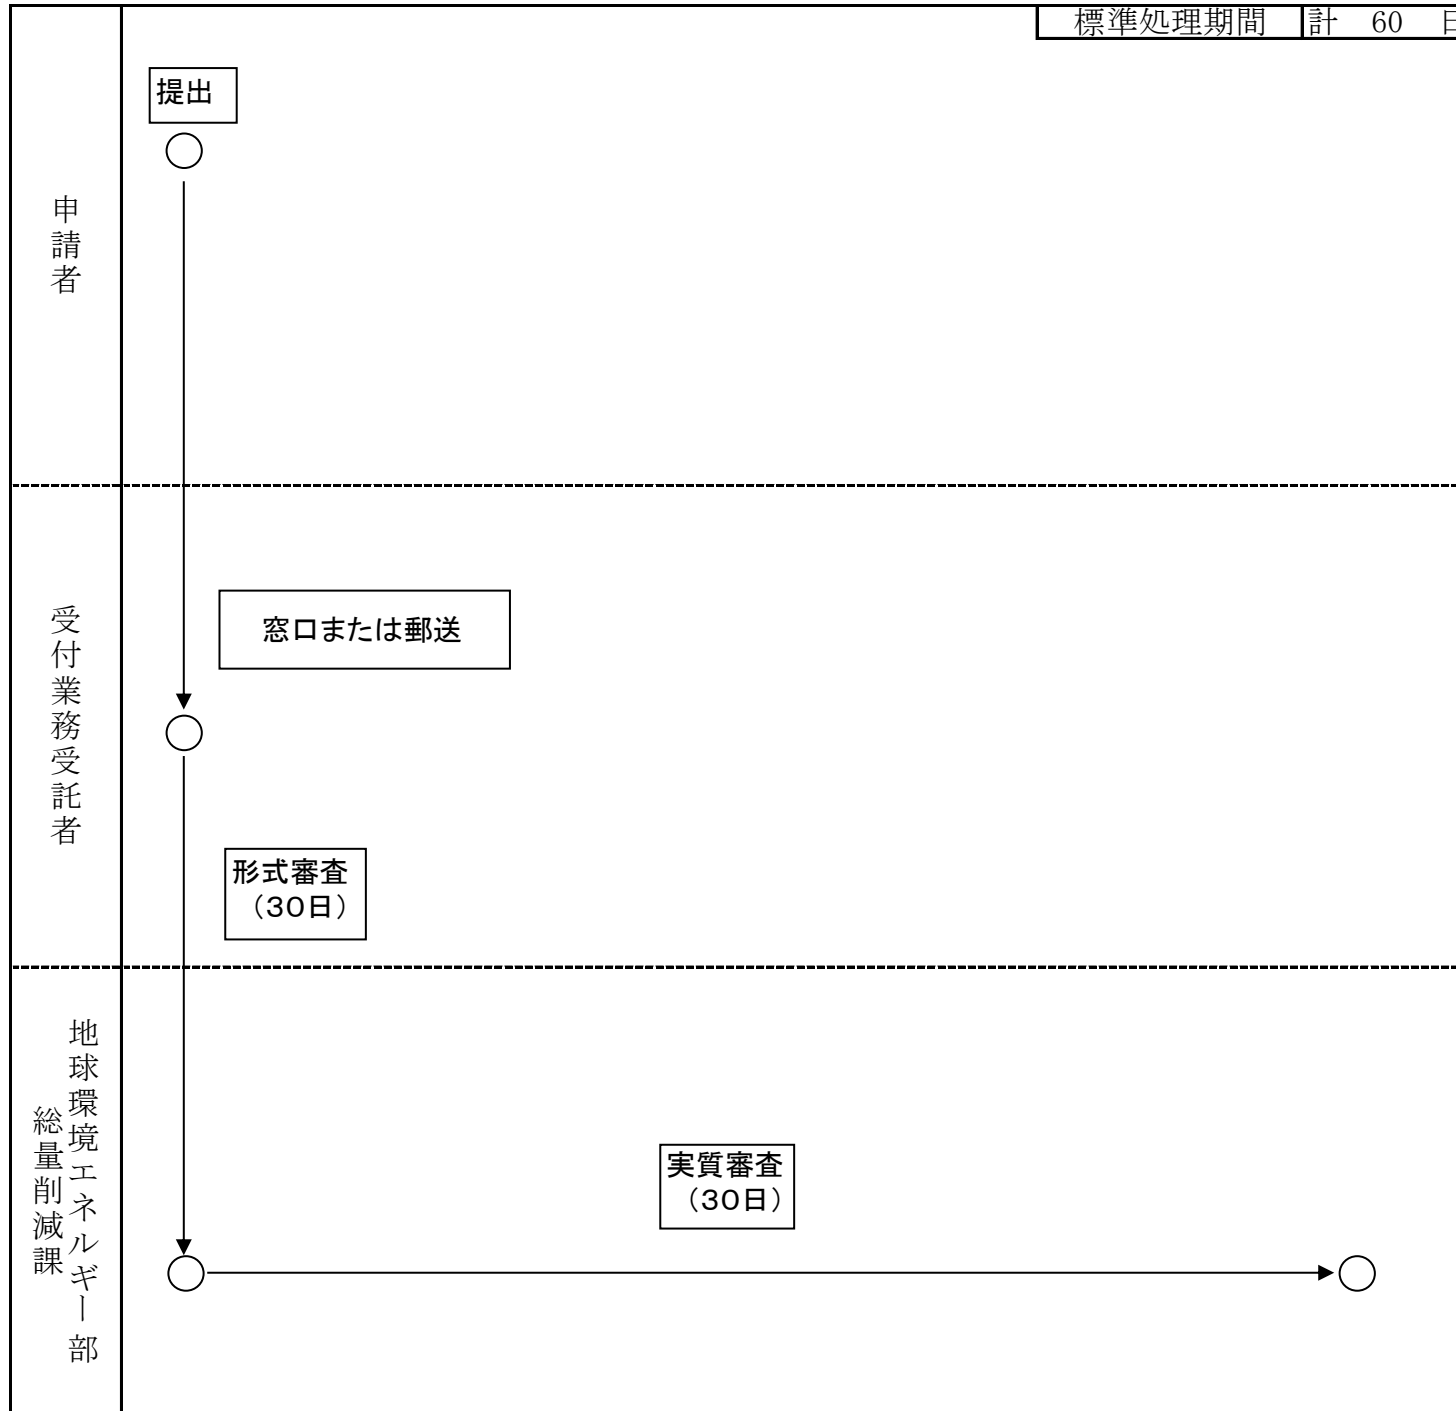 標準処理期間 計 60 日
提出
申請者
窓口または郵送
受付業務受託者
形式審査
（30日）
地球環境エネルギー部
総量削減課
実質審査
（30日）